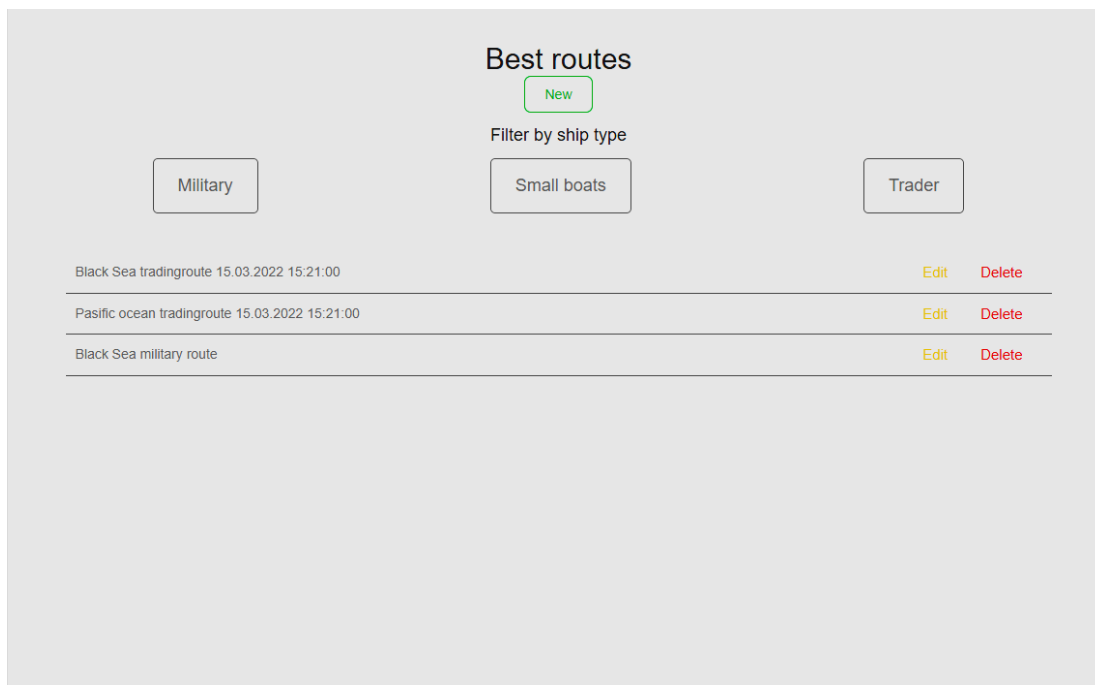 Best routes
New
Filter by ship type
Military Small boats Trader
Black Sea tradingroute 15.03.2022 15:21:00 Edit Delete
Pasific ocean tradingroute 15.03.2022 15:21:00 Edit Delete
Black Sea military route Edit Delete